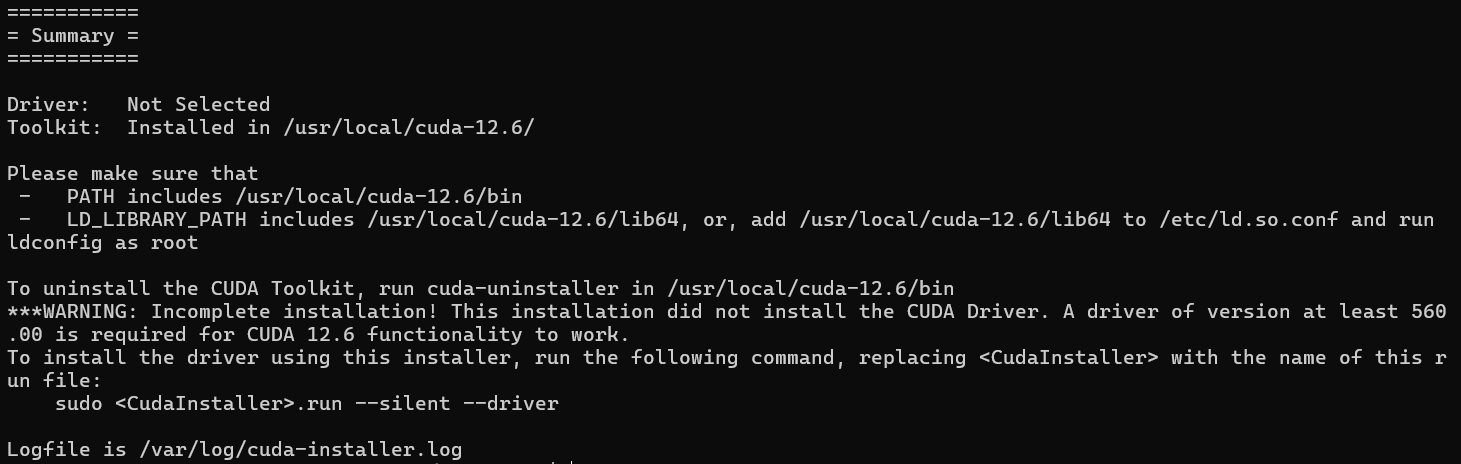 ===========
= Summary =
===========
Driver:   Not Selected
Toolkit:  Installed in /usr/local/cuda-12.6/
Please make sure that
 -   PATH includes /usr/local/cuda-12.6/bin
 -   LD_LIBRARY_PATH includes /usr/local/cuda-12.6/lib64, or, add /usr/local/cuda-12.6/lib64 to /etc/ld.so.conf and run
ldconfig as root
To uninstall the CUDA Toolkit, run cuda-uninstaller in /usr/local/cuda-12.6/bin
***WARNING: Incomplete installation! This installation did not install the CUDA Driver. A driver of version at least 560
.00 is required for CUDA 12.6 functionality to work.
To install the driver using this installer, run the following command, replacing <CudaInstaller> with the name of this r
un file:
    sudo <CudaInstaller>.run --silent --driver
Logfile is /var/log/cuda-installer.log